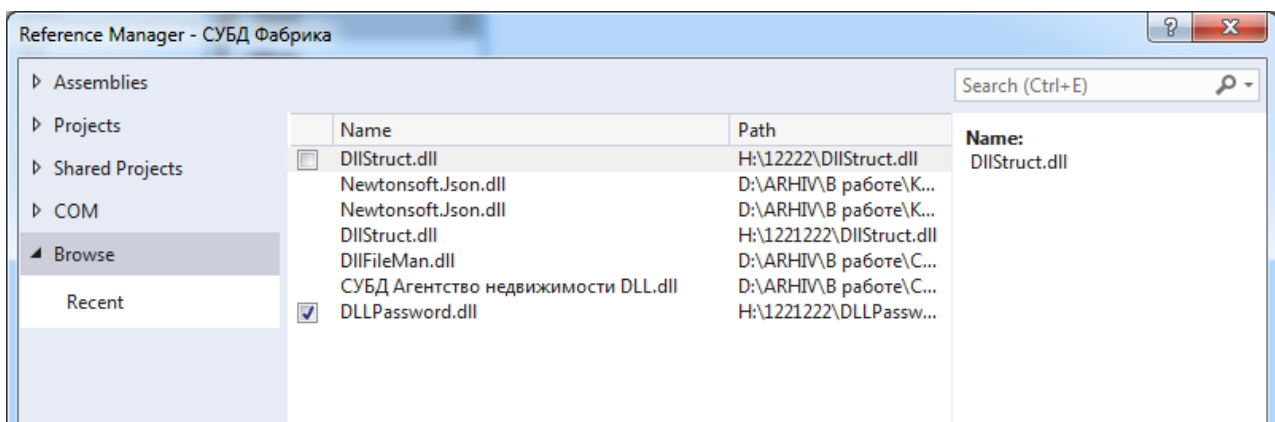 Reference Manager - СУБД Фабрика
Assemblies
Projects
Shared Projects
COM
Browse
Recent
Name Path
DllStruct.dll H:\12222\DllStruct.dll
Newtonsoft.Json.dll D:\ARHIV\В работе\К...
Newtonsoft.Json.dll D:\ARHIV\В работе\К...
DllStruct.dll H:\1221222\DllStruct.dll
DllFileMan.dll D:\ARHIV\В работе\С...
СУБД Агентство недвижимости DLL.dll D:\ARHIV\В работе\С...
DLLPassword.dll H:\1221222\DLLPassw...
Search (Ctrl+E)
Name:
DllStruct.dll